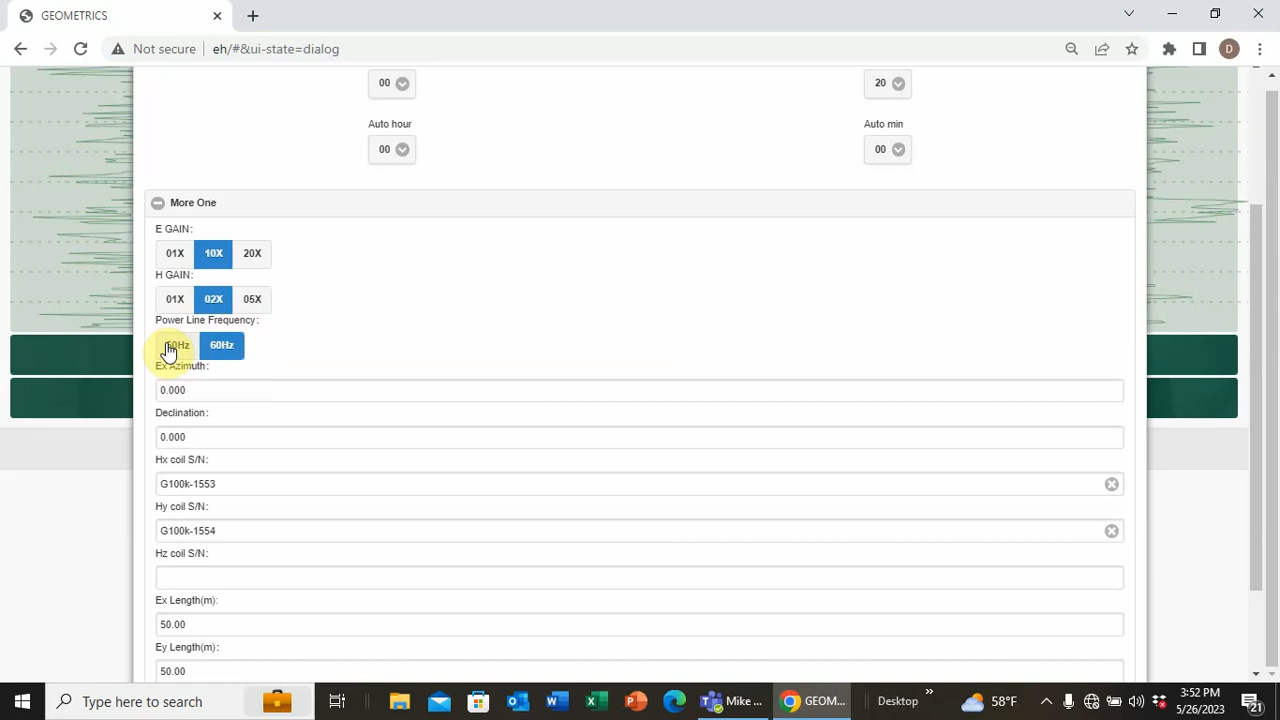 GEOMETRICS
Not secure eh/#&ui-state=dialog
D
00 20
Auto hour Auto min
00 00
More One
E GAIN:
01X 10X 20X
H GAIN:
01X 02X 05X
Power Line Frequency:
60Hz
Ex Azimuth:
0.000
Declination:
0.000
Hx coil S/N:
G100k-1553
Hy coil S/N:
G100k-1554
Hz coil S/N:
Ex Length(m):
50.00
Ey Length(m):
50.00
Type here to search
Mike ...
GEOM...
Desktop
»
58°F
3:52 PM
5/26/2023
21